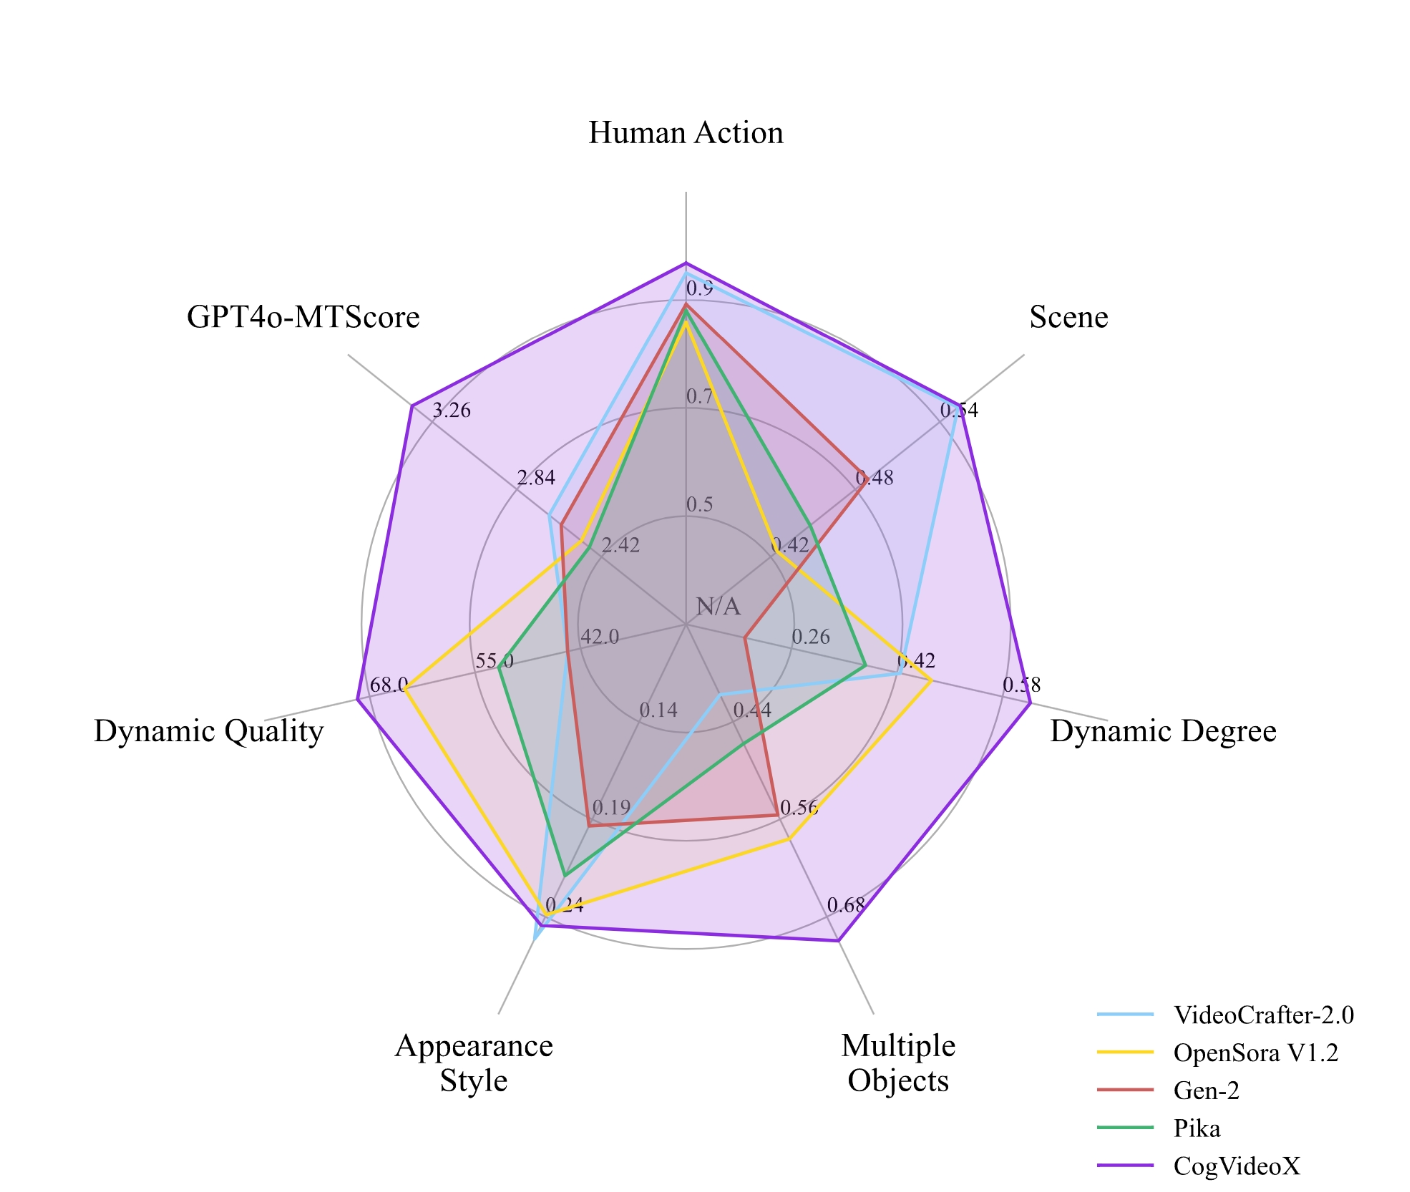 Human Action
0.9
GPT4o-MTScore
Scene
0.7
3.26
0.54
2.84
0.48
0.5
2.42
0.42
N/A
42.0
0.26
55.0
0.42
68.0
0.58
0.14
0.44
Dynamic Quality
Dynamic Degree
0.19
0.56
0.24
0.68
Appearance
Style
Multiple
Objects
VideoCrafter-2.0
OpenSora V1.2
Gen-2
Pika
CogVideoX